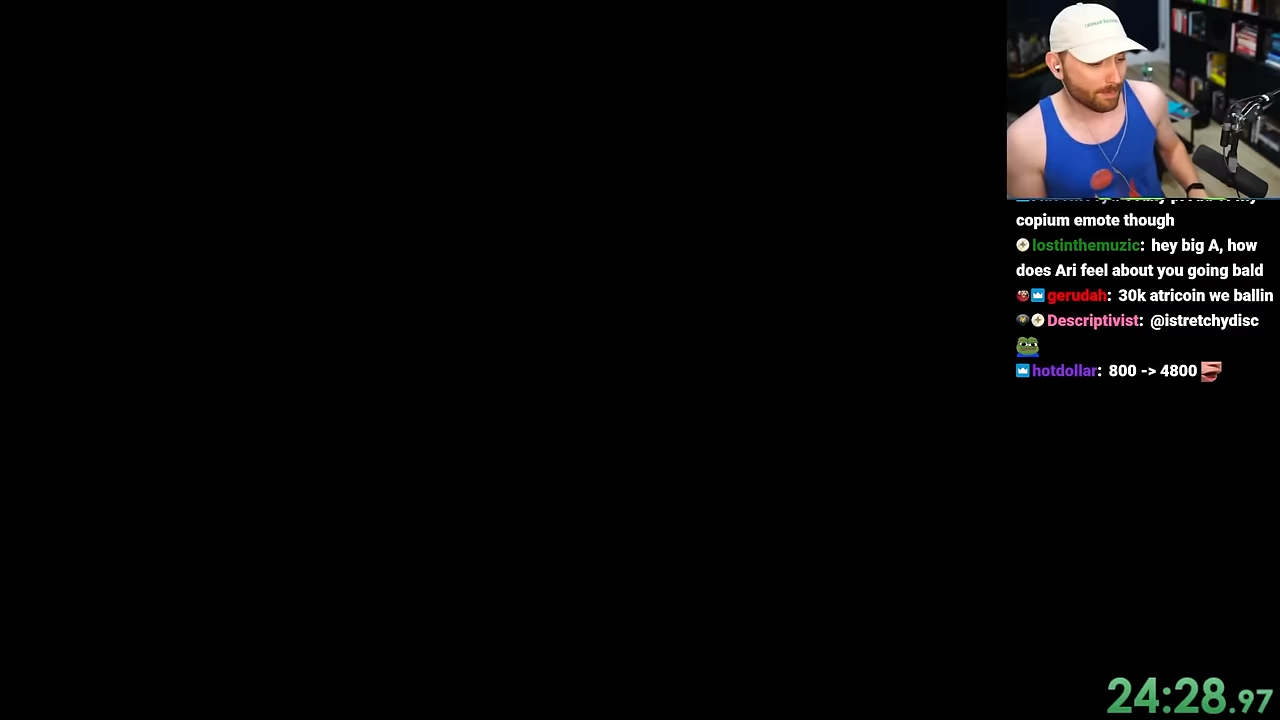 copium emote though
lostinthemuzic: hey big A, how
does Ari feel about you going bald
gerudah: 30k atricoin we ballin
Descriptivist: @istretchydisc
hotdollar: 800 -> 4800
24:28.97